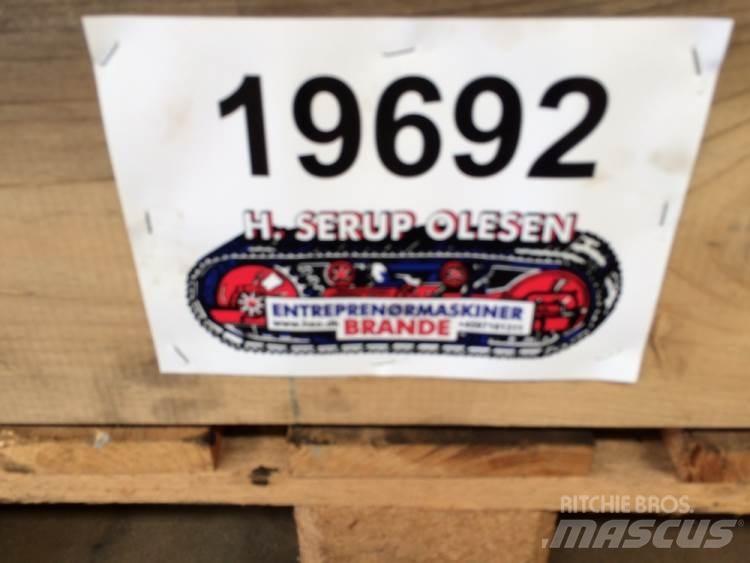 19692
H. SERUP OLESEN
ENTREPRENØRMASKINER
BRANDE
RITCHIE BROS.
MASCUS